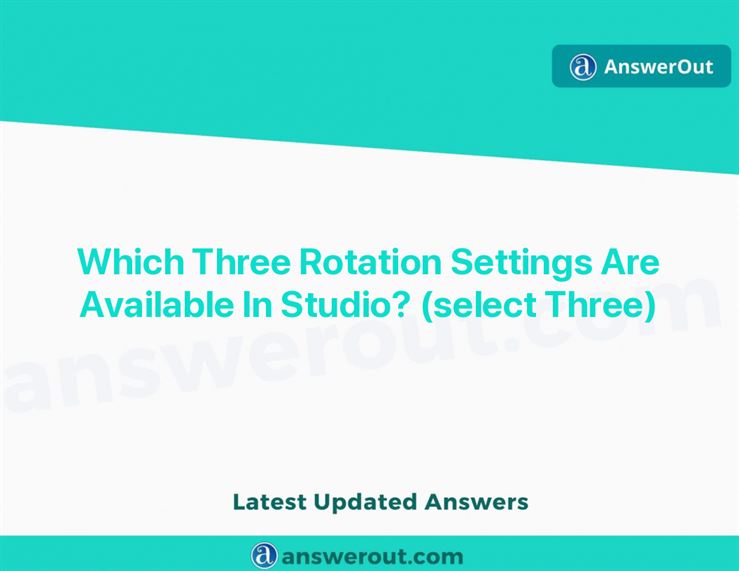 AnswerOut
Which Three Rotation Settings Are
Available In Studio? (select Three)
answerout.com
Latest Updated Answers
answerout.com